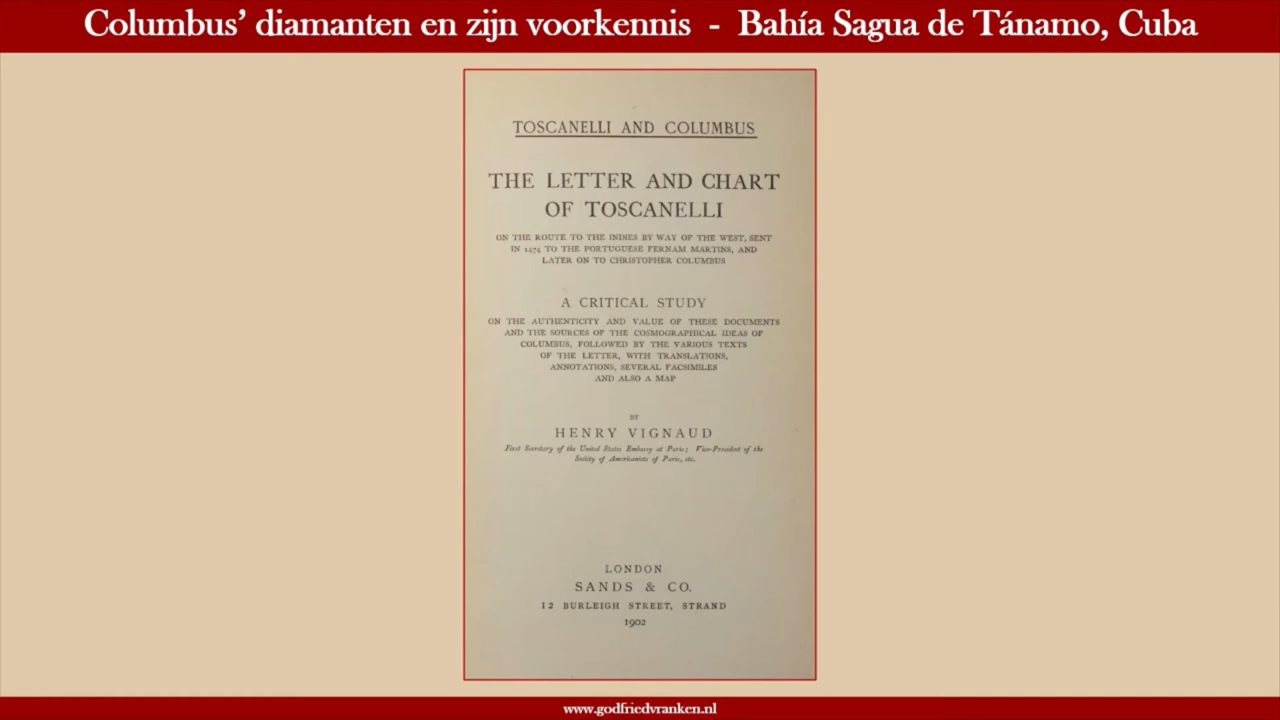 Columbus’ diamanten en zijn voorkennis - Bahía Sagua de Tánamo, Cuba
TOSCANELLI AND COLUMBUS
THE LETTER AND CHART
OF TOSCANELLI
ON THE ROUTE TO THE INDIES BY WAY OF THE WEST, SENT
IN 1474 TO THE PORTUGUESE FERNAM MARTINS, AND
LATER ON TO CHRISTOPHER COLUMBUS
A CRITICAL STUDY
ON THE AUTHENTICITY AND VALUE OF THESE DOCUMENTS
AND THE SOURCES OF THE COSMOGRAPHICAL IDEAS OF
COLUMBUS, FOLLOWED BY THE VARIOUS TEXTS
OF THE LETTER, WITH TRANSLATIONS,
ANNOTATIONS, SEVERAL FACSIMILES
AND ALSO A MAP
BY
HENRY VIGNAUD
First Secretary of the United States Embassy at Paris; Vice-President of the
Society of Americanists of Paris, etc.
LONDON
SANDS & CO.
12 BURLEIGH STREET, STRAND
1902
www.godfriedvranken.nl